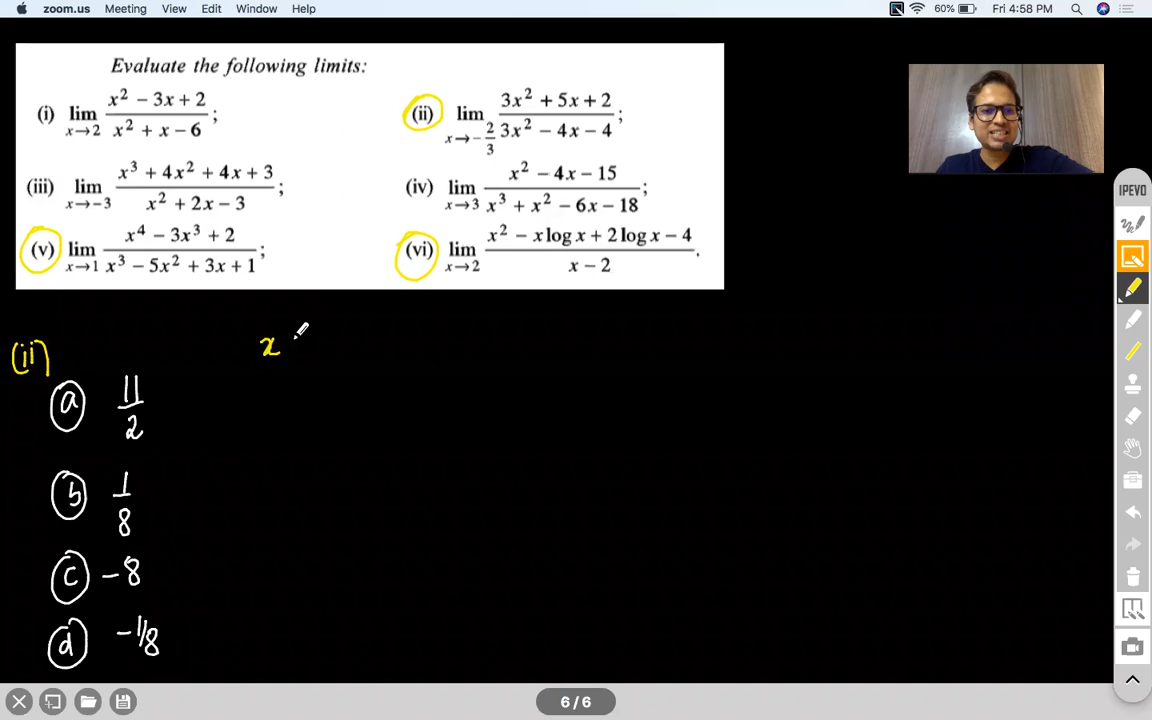 zoom.us Meeting View Edit Window Help 60% Fri 4:58 PM
Evaluate the following limits:
(i) lim x→2 x² − 3x + 2 / x² + x − 6 ;
(ii) lim x→−2/3 3x² + 5x + 2 / 3x² − 4x − 4 ;
(iii) lim x→−3 x³ + 4x² + 4x + 3 / x² + 2x − 3 ;
(iv) lim x→3 x² − 4x − 15 / x³ + x² − 6x − 18 ;
(v) lim x→1 x⁴ − 3x³ + 2 / x³ − 5x² + 3x + 1 ;
(vi) lim x→2 x² − x log x + 2 log x − 4 / x − 2 .
IPEVO
(ii)
x
a 11/2
b 1/8
c −8
d −1/8
6 / 6